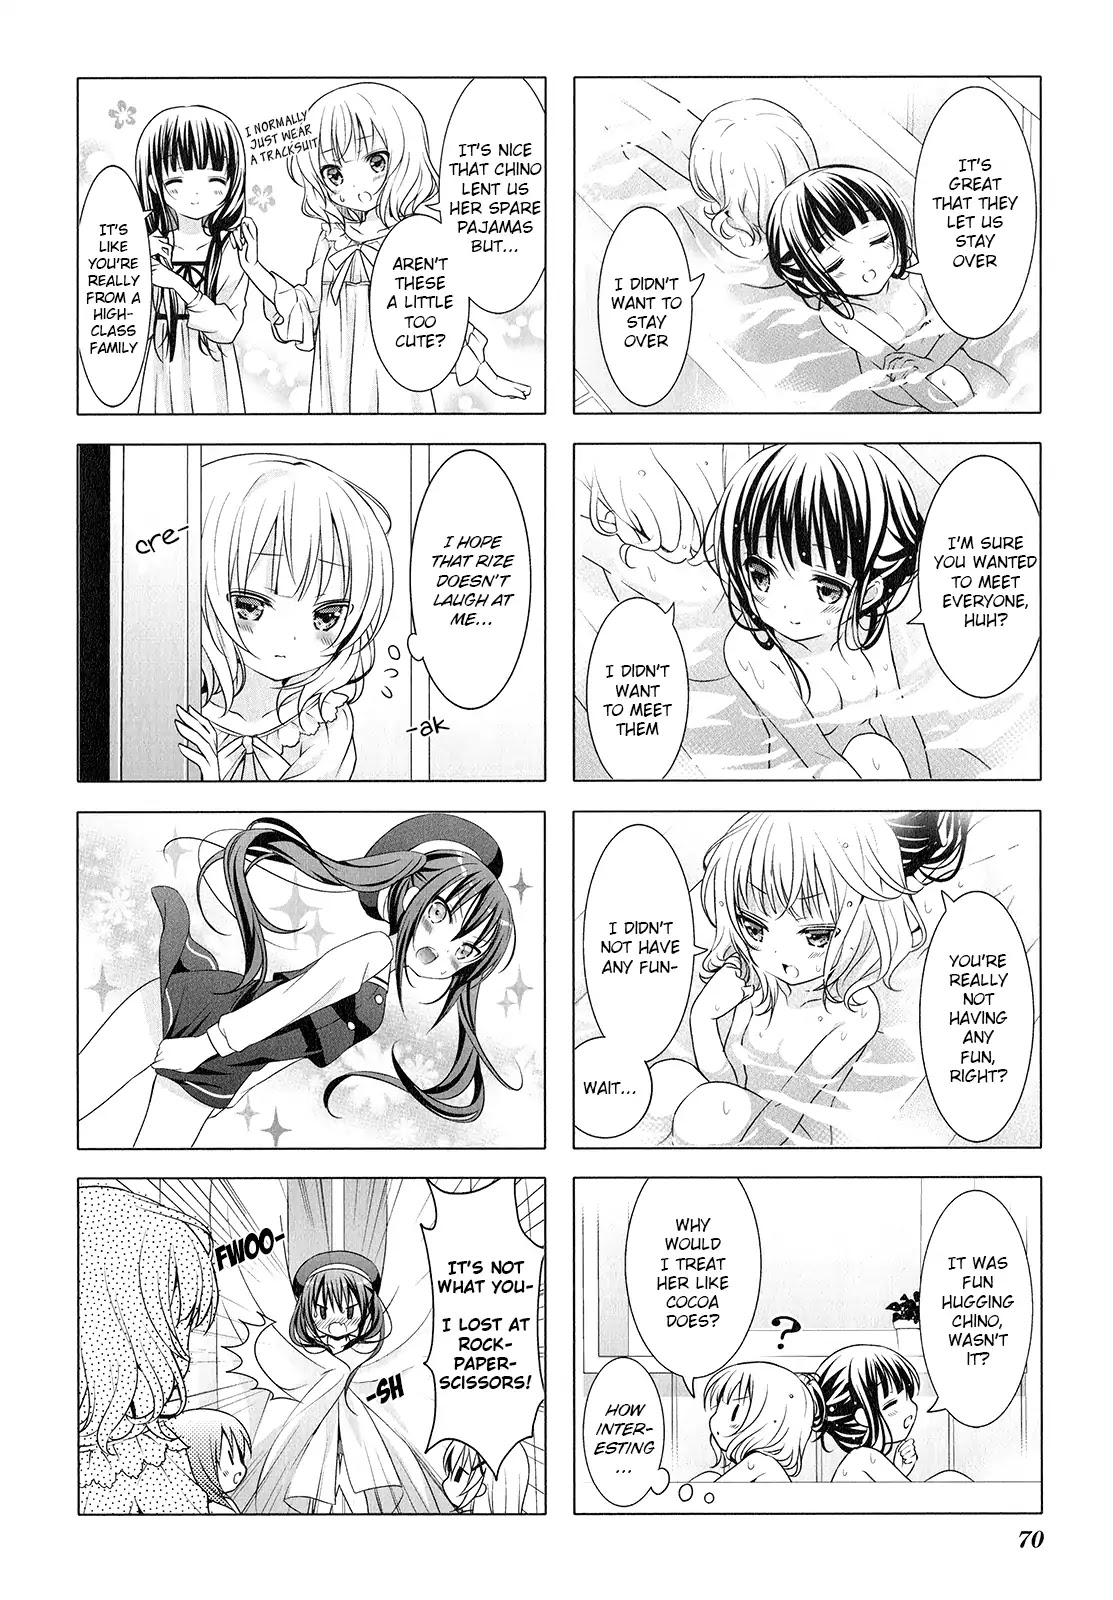 IT'S
GREAT
THAT THEY
LET US
STAY
OVER
I DIDN'T
WANT TO
STAY
OVER
I'M SURE
YOU WANTED
TO MEET
EVERYONE,
HUH?
I DIDN'T
WANT
TO MEET
THEM
YOU'RE
REALLY
NOT
HAVING
ANY
FUN,
RIGHT?
I DIDN'T
NOT HAVE
ANY FUN-
WAIT...
IT WAS
FUN
HUGGING
CHINO,
WASN'T
IT?
WHY
WOULD
I TREAT
HER LIKE
COCOA
DOES?
?
HOW
INTER-
ESTING
...
IT'S NICE
THAT CHINO
LENT US
HER SPARE
PAJAMAS
BUT...
AREN'T
THESE
A LITTLE
TOO
CUTE?
I NORMALLY
JUST WEAR
A TRACKSUIT
IT'S
LIKE
YOU'RE
REALLY
FROM A
HIGH-
CLASS
FAMILY
I HOPE
THAT RIZE
DOESN'T
LAUGH AT
ME...
cre-
-ak
IT'S NOT
WHAT YOU-
I LOST AT
ROCK-
PAPER-
SCISSORS!
FWOO-
-SH
70